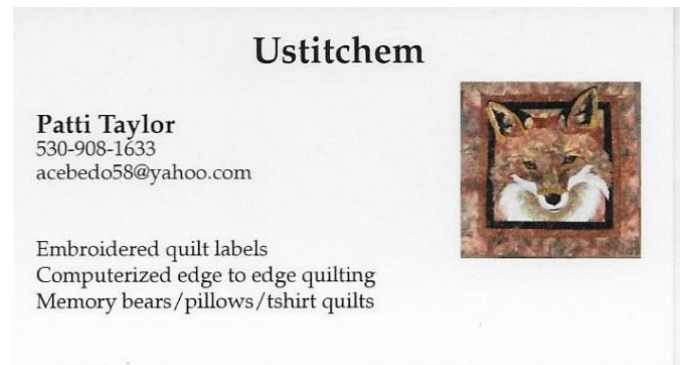 Ustitchem
Patti Taylor
530-908-1633
acebedo58@yahoo.com
Embroidered quilt labels
Computerized edge to edge quilting
Memory bears/pillows/tshirt quilts